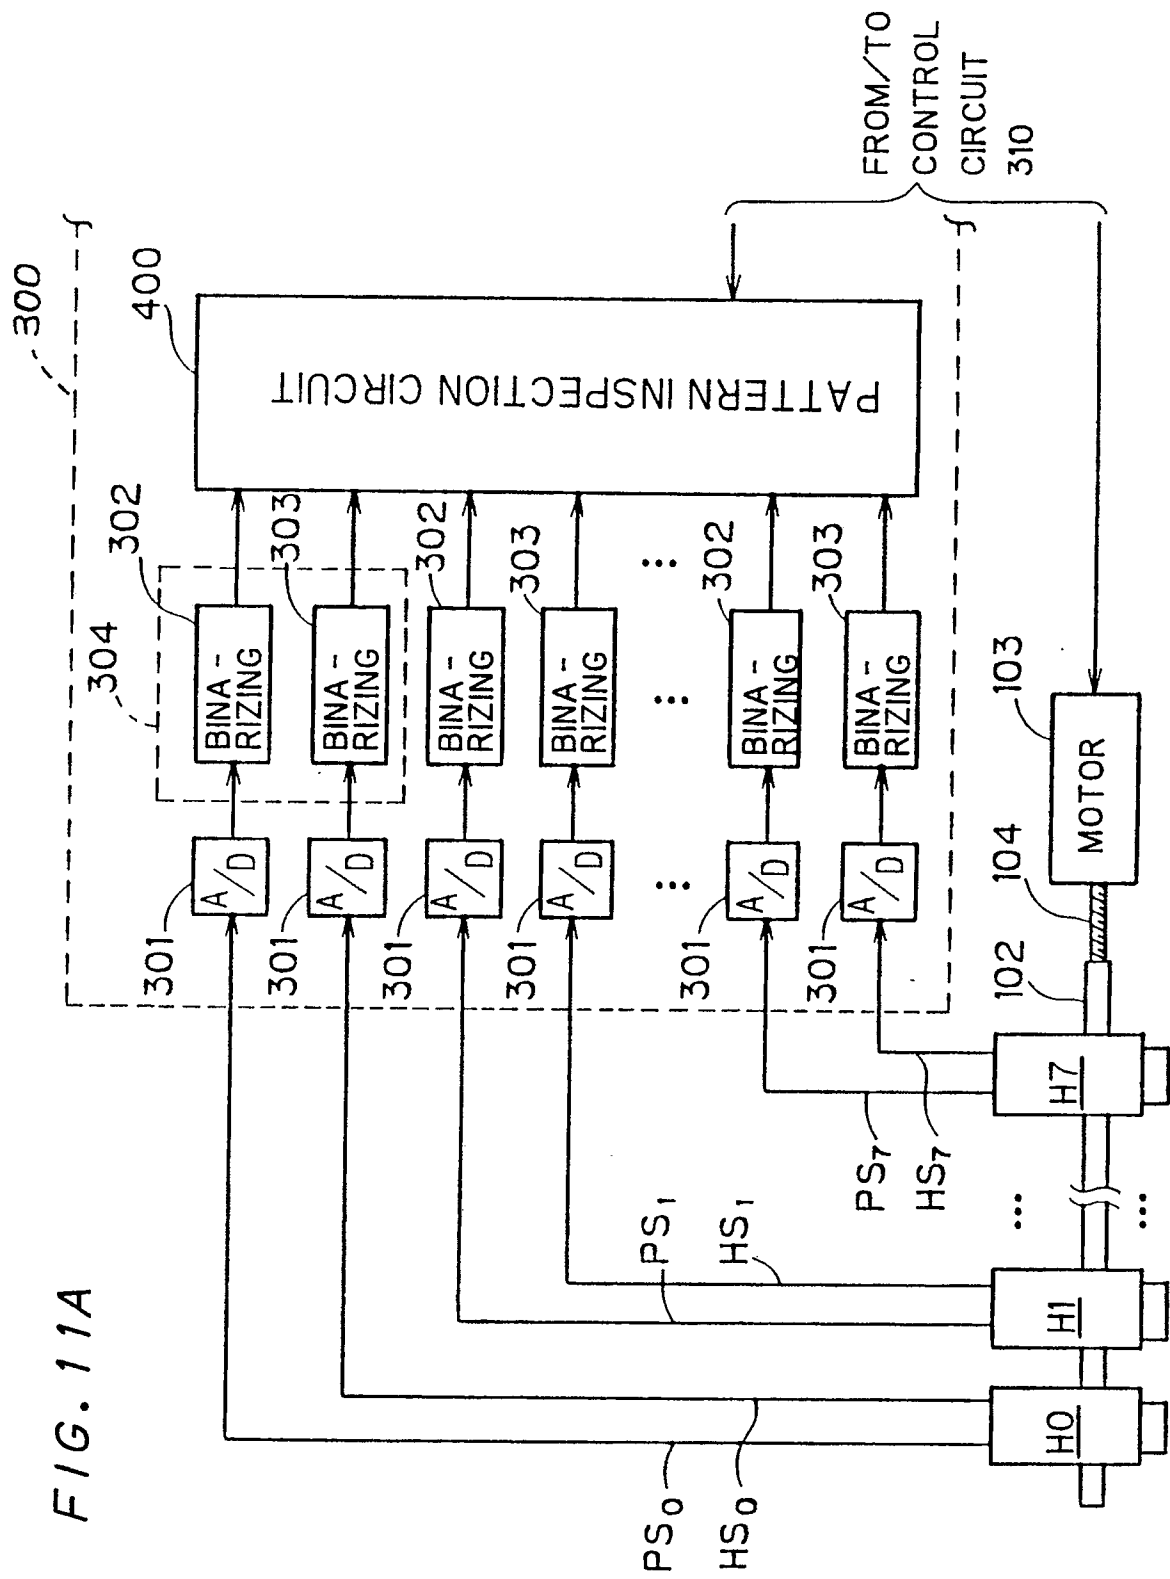 FIG. 11A
300
400
304
302
303
302
303
302
303
BINA-
RIZING
BINA-
RIZING
BINA-
RIZING
BINA-
RIZING
...
BINA-
RIZING
BINA-
RIZING
...
PATTERN INSPECTION CIRCUIT
301
A/D
301
A/D
301
A/D
301
A/D
...
301
A/D
301
A/D
PS0
HS0
PS1
HS1
PS7
HS7
H0
H1
...
...
H7
102
104
103
MOTOR
FROM/TO
CONTROL
CIRCUIT
310